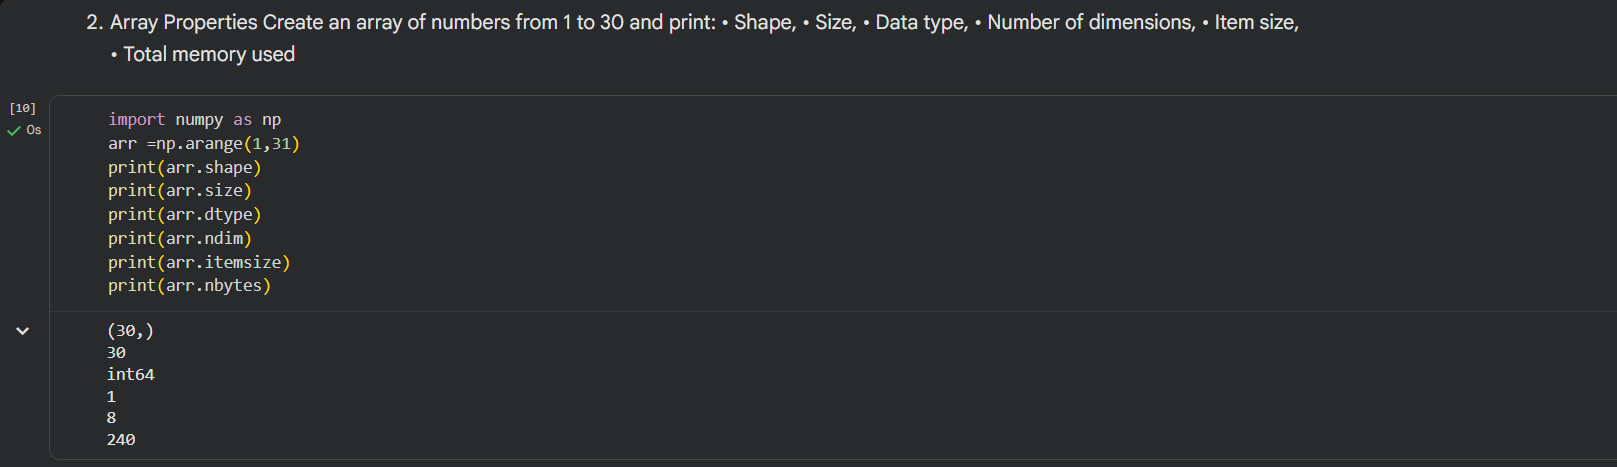 2. Array Properties Create an array of numbers from 1 to 30 and print: • Shape, • Size, • Data type, • Number of dimensions, • Item size,
• Total memory used
[10]
0s
import numpy as np
arr =np.arange(1,31)
print(arr.shape)
print(arr.size)
print(arr.dtype)
print(arr.ndim)
print(arr.itemsize)
print(arr.nbytes)
(30,)
30
int64
1
8
240